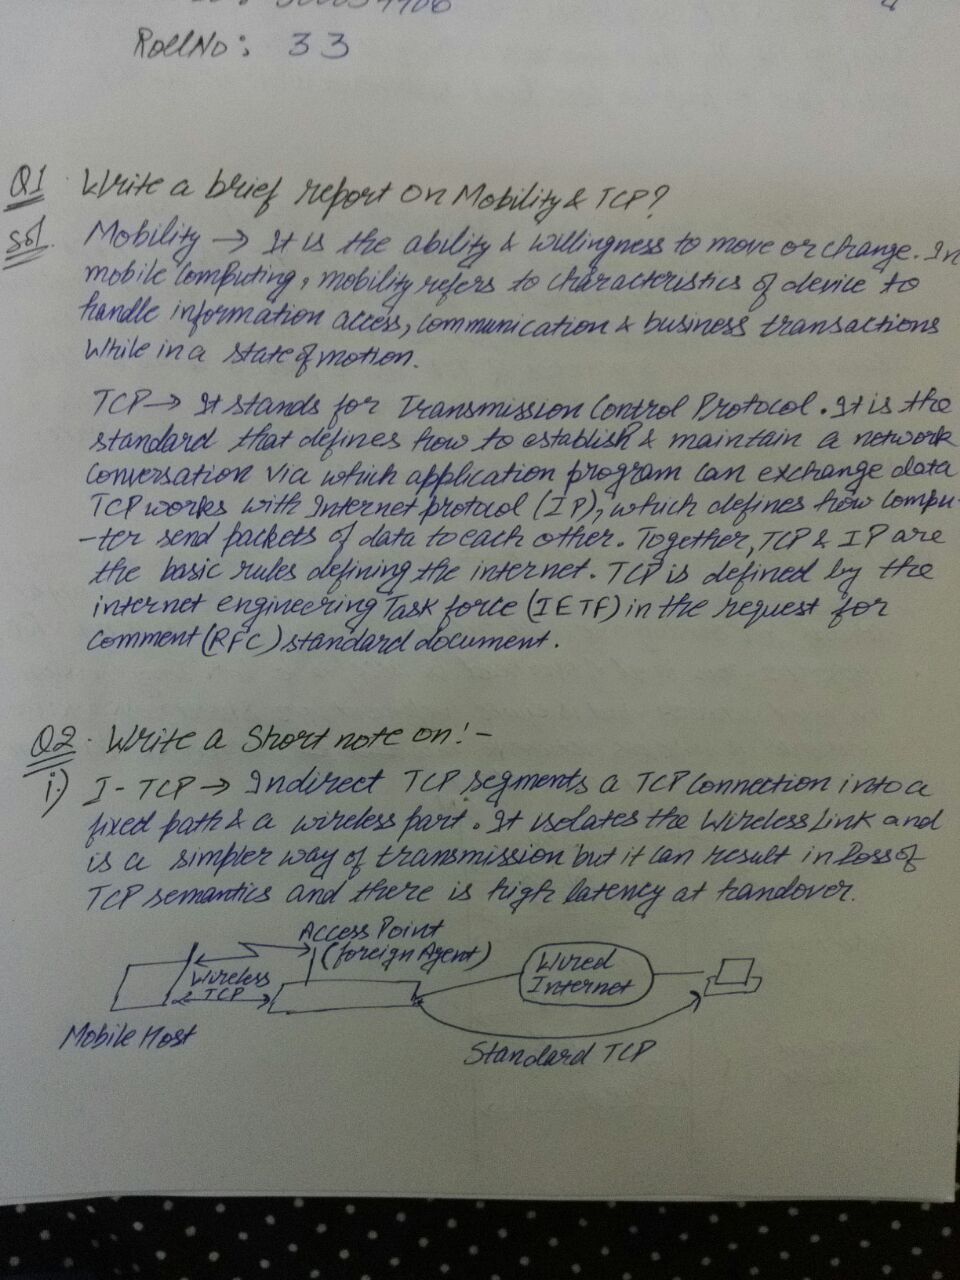 Roll No: 33
Q1 Write a brief report on Mobility & TCP?
Sol. Mobility → It is the ability & willingness to move or change. In
mobile computing, mobility refers to characteristics of device to
handle information access, communication & business transactions
While in a state of motion.
TCP → It stands for Transmission Control Protocol. It is the
standard that defines how to establish & maintain a network
Conversation via which application program can exchange data
TCP works with Internet protocol (IP), which defines how compu-
-ter send packets of data to each other. Together, TCP & IP are
the basic rules defining the internet. TCP is defined by the
internet engineering Task force (IETF) in the request for
Comment (RFC) standard document.
Q2. Write a Short note on:-
i) I-TCP → Indirect TCP segments a TCP connection into a
fixed path & a wireless part. It isolates the Wireless Link and
is a simpler way of transmission but it can result in loss of
TCP semantics and there is high latency at handover.
Access Point
(foreign Agent)
Wireless
TCP
Wired
Internet
Mobile Host
Standard TCP